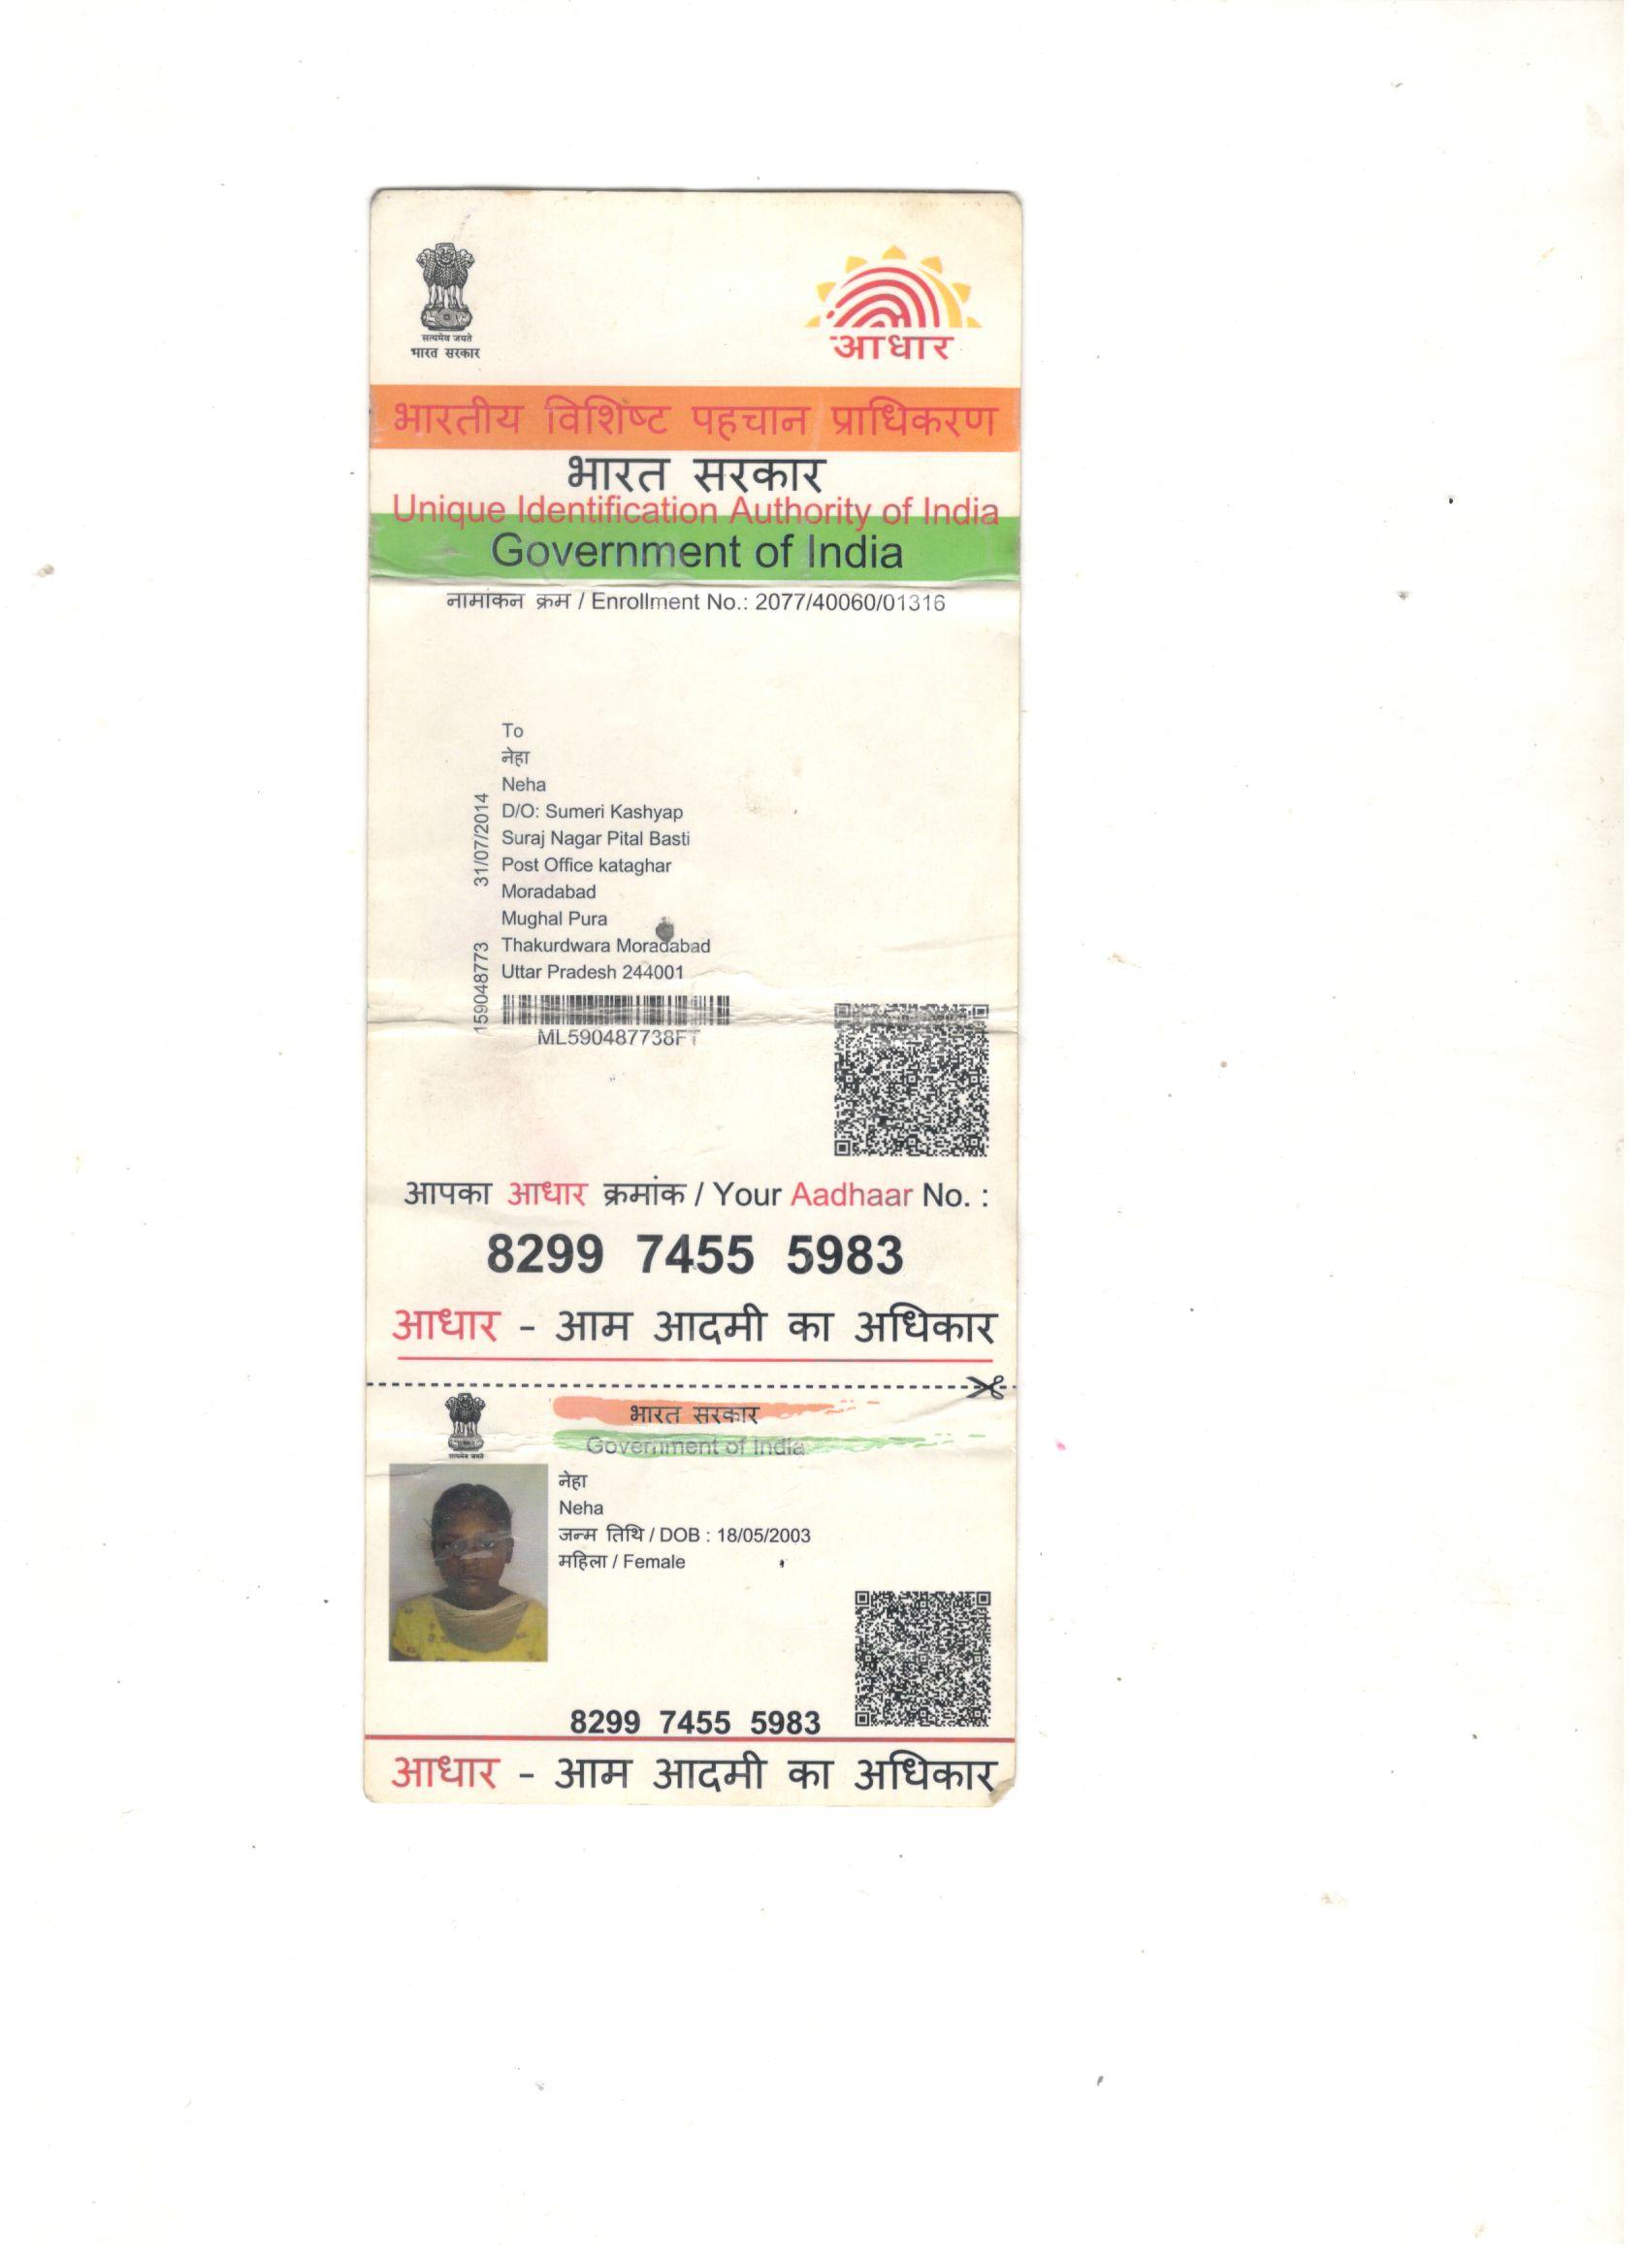 सत्यमेव जयते
भारत सरकार
आधार
भारतीय विशिष्ट पहचान प्राधिकरण
भारत सरकार
Unique Identification Authority of India
Government of India
नामांकन क्रम / Enrollment No.: 2077/40060/01316
To
नेहा
Neha
D/O: Sumeri Kashyap
Suraj Nagar Pital Basti
Post Office kataghar
Moradabad
Mughal Pura
Thakurdwara Moradabad
Uttar Pradesh 244001
31/07/2014
159048773
ML590487738FT
आपका आधार क्रमांक / Your Aadhaar No. :
8299 7455 5983
आधार - आम आदमी का अधिकार
सत्यमेव जयते
भारत सरकार
Government of India
नेहा
Neha
जन्म तिथि / DOB : 18/05/2003
महिला / Female
8299 7455 5983
आधार - आम आदमी का अधिकार